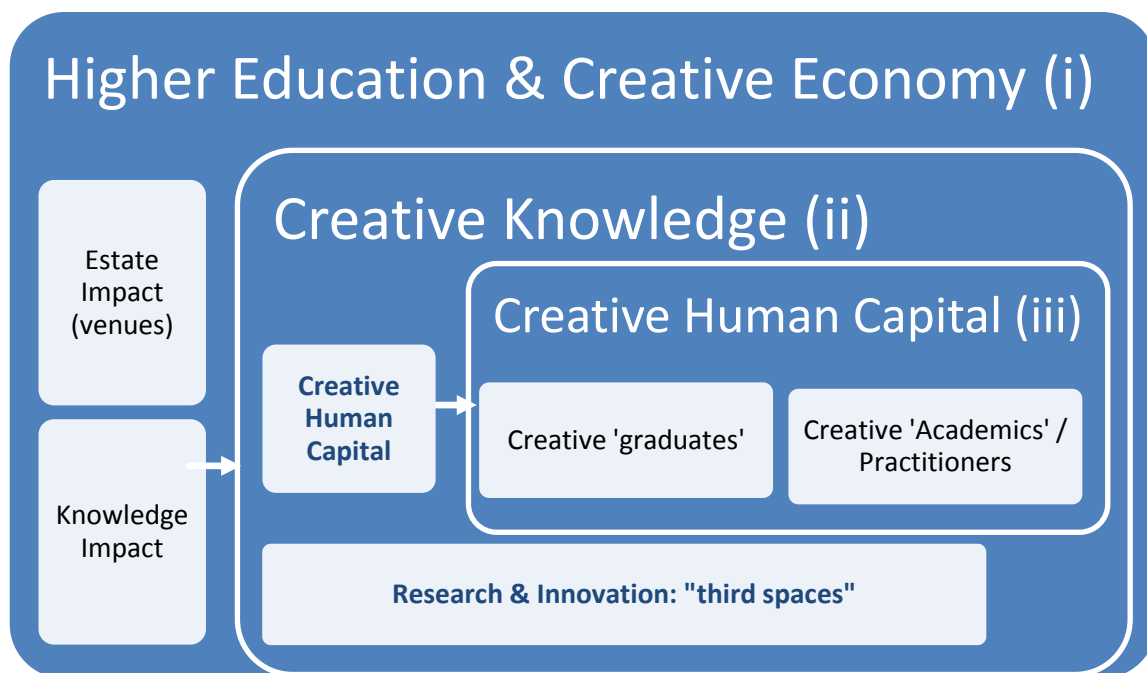 Higher Education & Creative Economy (i)
Estate
Impact
(venues)
Knowledge
Impact
Creative Knowledge (ii)
Creative
Human
Capital
Creative Human Capital (iii)
Creative 'graduates'
Creative 'Academics' /
Practitioners
Research & Innovation: "third spaces"